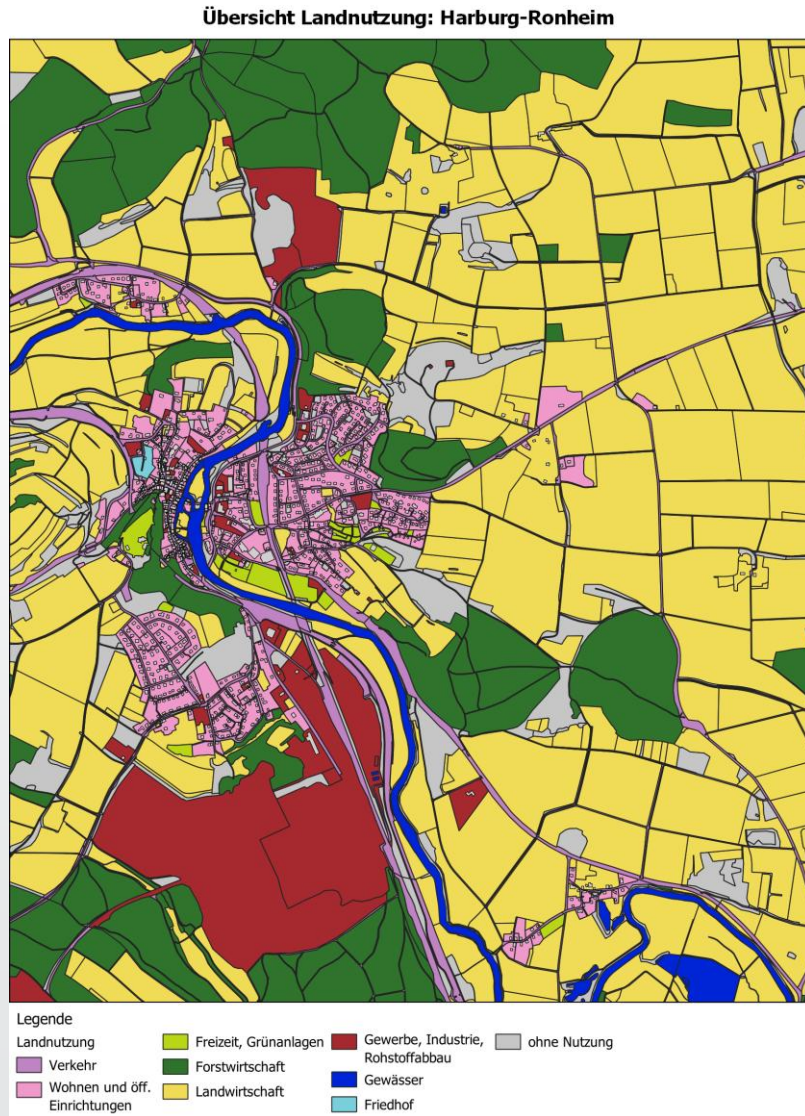 Übersicht Landnutzung: Harburg-Ronheim
Legende
Landnutzung
Verkehr
Wohnen und öff.
Einrichtungen
Freizeit, Grünanlagen
Forstwirtschaft
Landwirtschaft
Gewerbe, Industrie,
Rohstoffabbau
Gewässer
Friedhof
ohne Nutzung